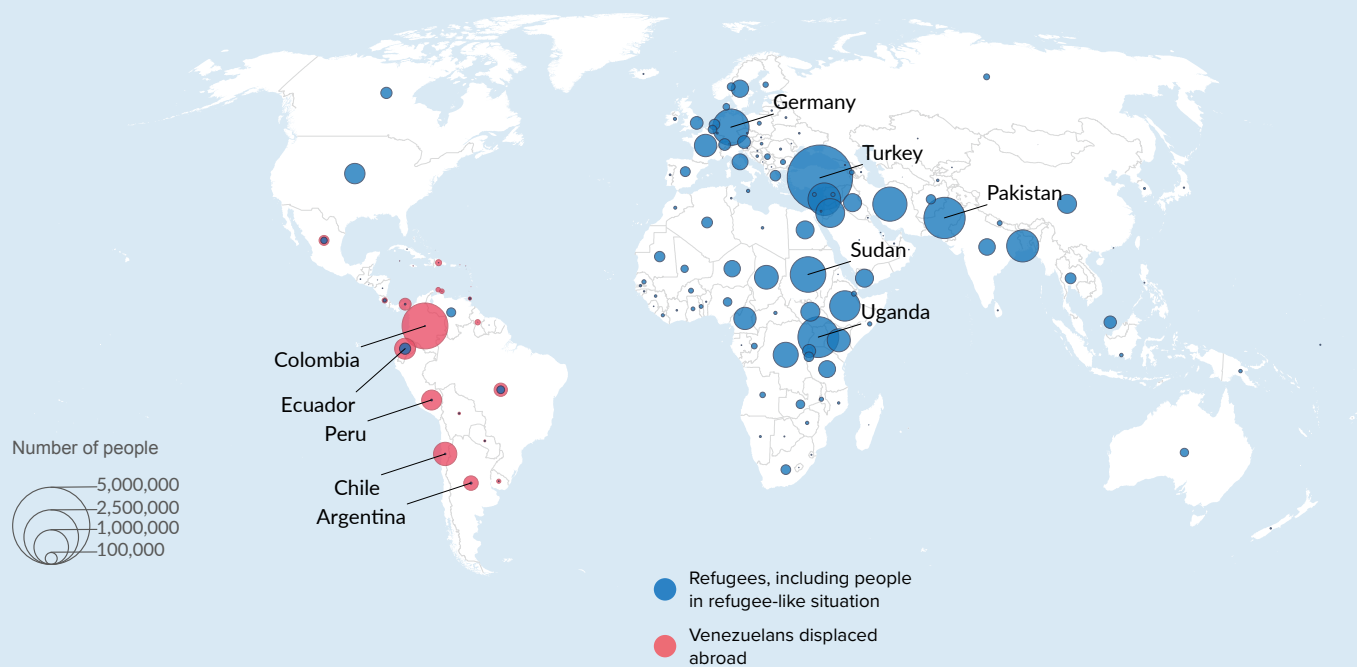 Germany
Turkey
Pakistan
Sudan
Uganda
Colombia
Ecuador
Peru
Chile
Argentina
Number of people
5,000,000
2,500,000
1,000,000
100,000
Refugees, including people
in refugee-like situation
Venezuelans displaced
abroad